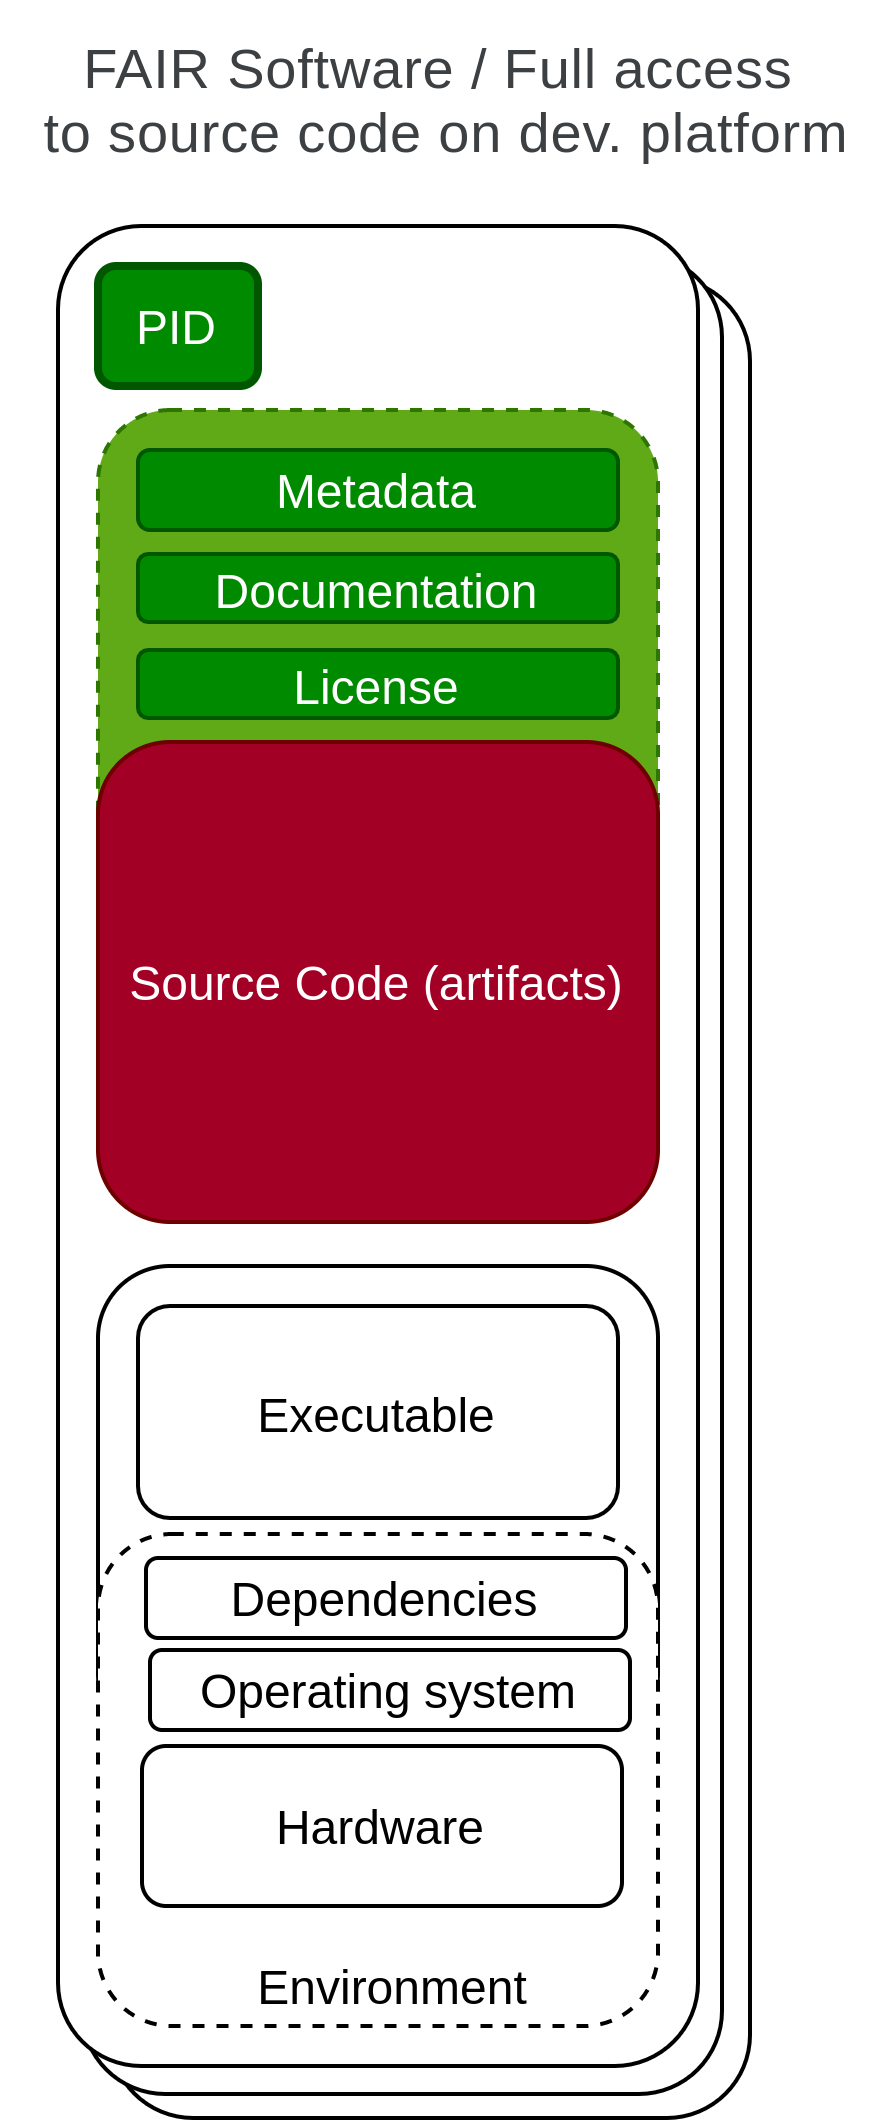 FAIR Software / Full access
to source code on dev. platform
PID
Metadata
Documentation
License
Source Code (artifacts)
Executable
Dependencies
Operating system
Hardware
Environment